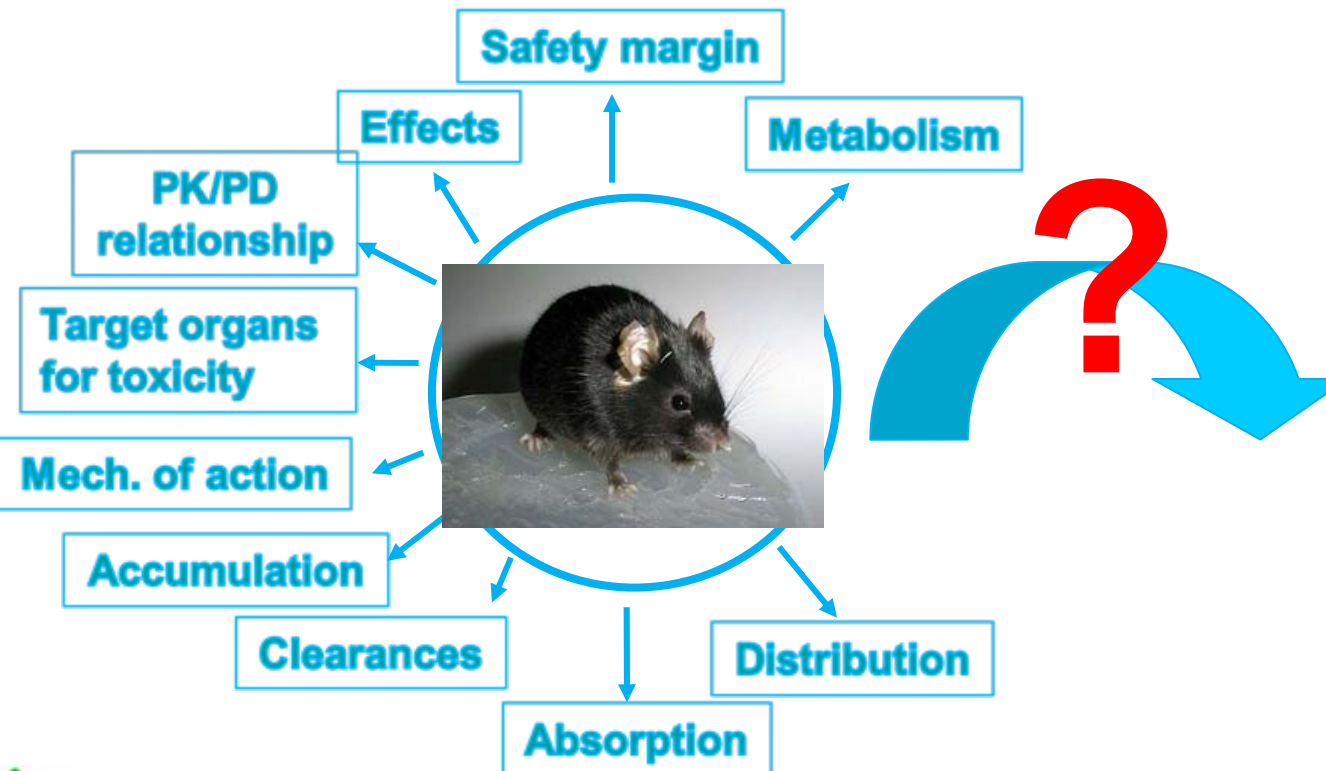 Safety margin
Effects
Metabolism
PK/PD
relationship
?
Target organs
for toxicity
Mech. of action
Accumulation
Clearances
Distribution
Absorption